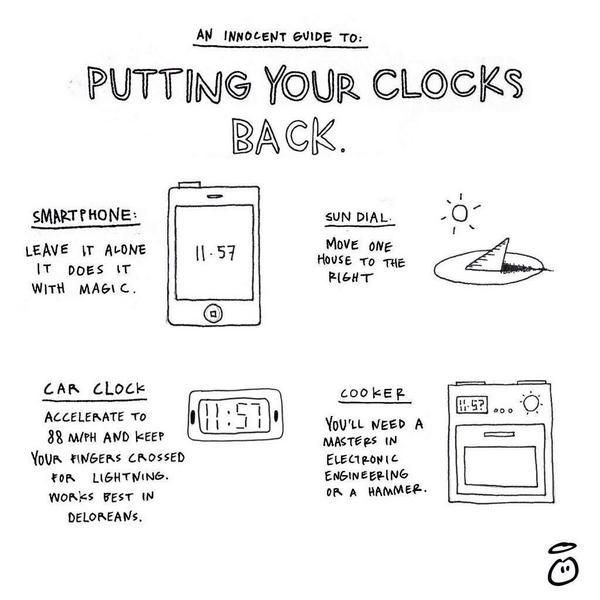 AN INNOCENT GUIDE TO:
PUTTING YOUR CLOCKS
BACK.
SMARTPHONE:
LEAVE IT ALONE
IT DOES IT
WITH MAGIC.
11.57
SUN DIAL.
MOVE ONE
HOUSE TO THE
RIGHT
CAR CLOCK
ACCELERATE TO
88 M/PH AND KEEP
YOUR FINGERS CROSSED
FOR LIGHTNING.
WORKS BEST IN
DELOREANS.
11:57
COOKER
YOU'LL NEED A
MASTERS IN
ELECTRONIC
ENGINEERING
OR A HAMMER.
11:57